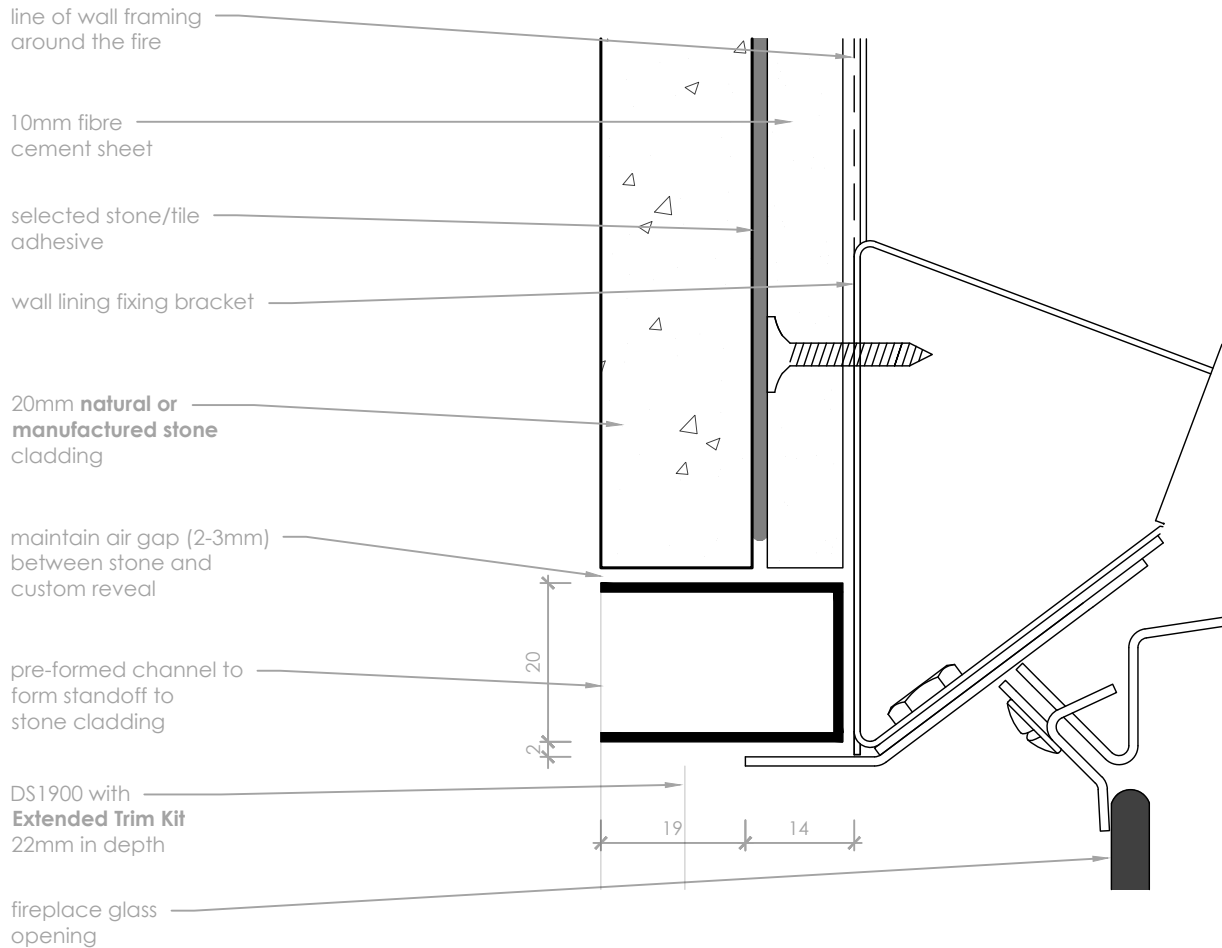 line of wall framing
around the fire
10mm fibre
cement sheet
selected stone/tile
adhesive
wall lining fixing bracket
20mm natural or
manufactured stone
cladding
maintain air gap (2-3mm)
between stone and
custom reveal
pre-formed channel to
form standoff to
stone cladding
20
2
DS1900 with
Extended Trim Kit
22mm in depth
19
14
fireplace glass
opening